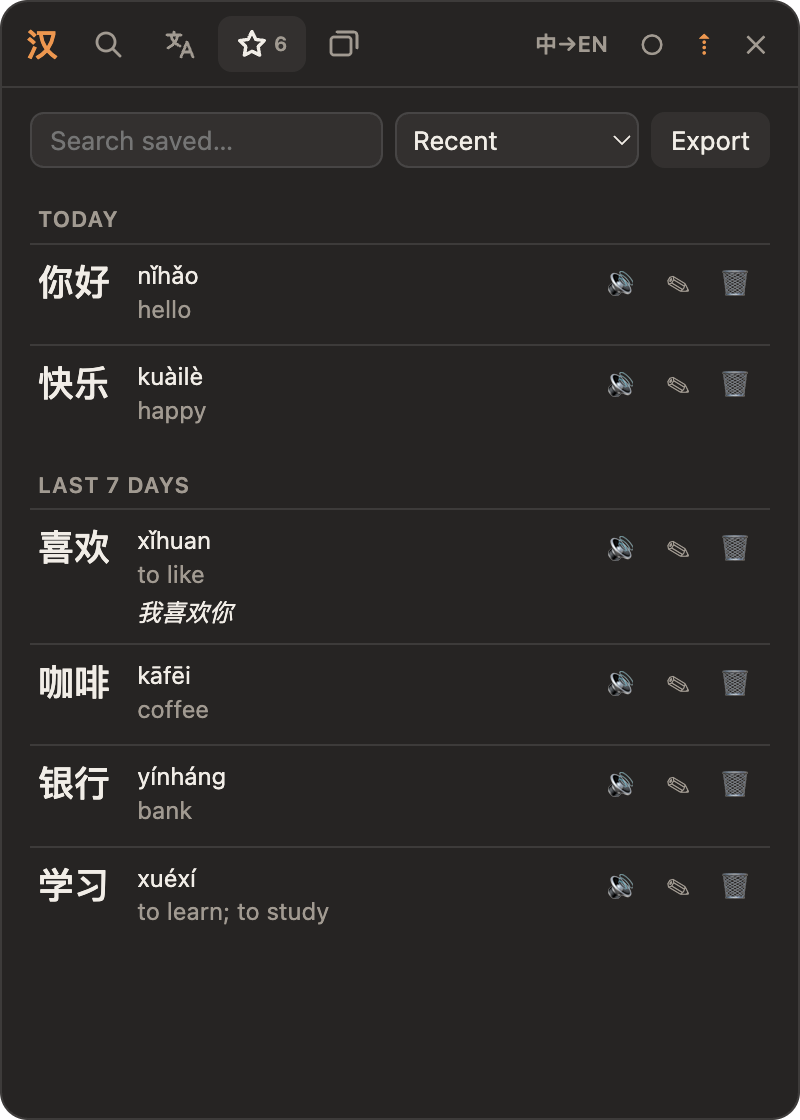 汉 6 中→EN
Search saved... Recent Export
TODAY
你好 nǐhǎo
hello
快乐 kuàilè
happy
LAST 7 DAYS
喜欢 xǐhuan
to like
我喜欢你
咖啡 kāfēi
coffee
银行 yínháng
bank
学习 xuéxí
to learn; to study